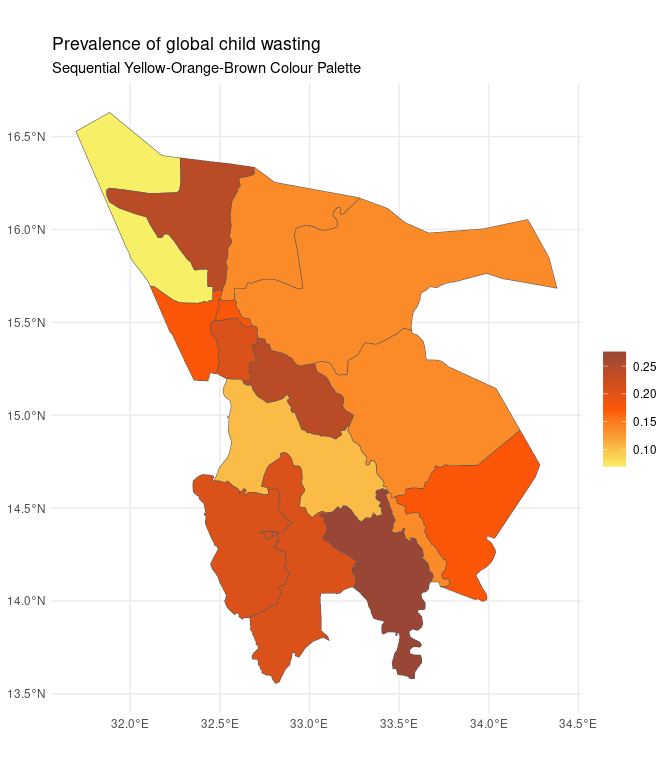 Prevalence of global child wasting
Sequential Yellow-Orange-Brown Colour Palette
16.5°N
16.0°N
15.5°N
15.0°N
14.5°N
14.0°N
13.5°N
0.25
0.20
0.15
0.10
32.0°E 32.5°E 33.0°E 33.5°E 34.0°E 34.5°E